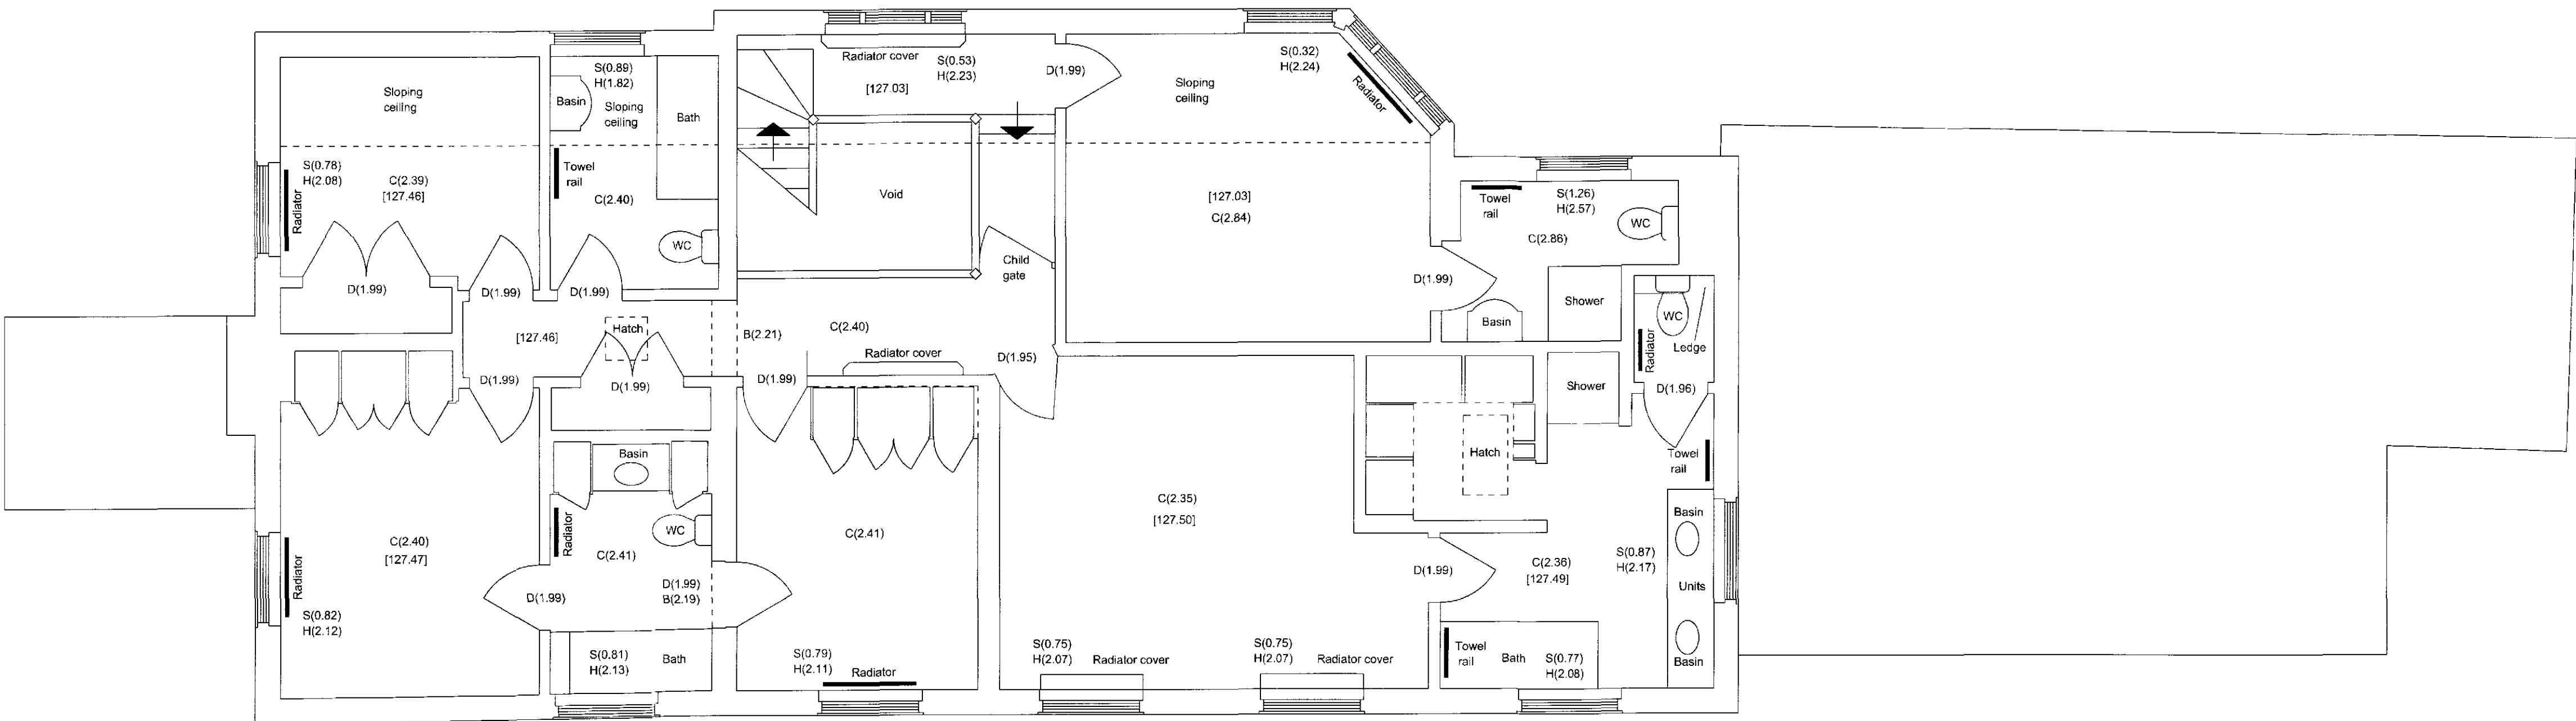 Sloping
ceiling
S(0.78)
H(2.08)
C(2.39)
[127.46]
Radiator
D(1.99)
D(1.99)
S(0.89)
H(1.82)
Basin
Sloping
ceiling
Bath
Towel
rail
C(2.40)
WC
D(1.99)
Radiator cover
S(0.53)
H(2.23)
[127.03]
D(1.99)
Void
Child
gate
S(0.32)
H(2.24)
Sloping
ceiling
Radiator
[127.03]
C(2.84)
D(1.99)
Towel
rail
S(1.26)
H(2.57)
WC
C(2.86)
Shower
Basin
WC
Radiator
Ledge
D(1.96)
[127.46]
Hatch
B(2.21)
C(2.40)
Radiator cover
D(1.95)
D(1.99)
D(1.99)
D(1.99)
C(2.40)
[127.47]
Radiator
S(0.82)
H(2.12)
Basin
WC
Radiator
C(2.41)
D(1.99)
D(1.99)
B(2.19)
S(0.81)
H(2.13)
Bath
C(2.41)
S(0.79)
H(2.11)
Radiator
C(2.35)
[127.50]
S(0.75)
H(2.07)
Radiator cover
S(0.75)
H(2.07)
Radiator cover
D(1.99)
Shower
Hatch
Towel
rail
Basin
C(2.36)
[127.49]
S(0.87)
H(2.17)
Units
Towel
rail
Bath
S(0.77)
H(2.08)
Basin